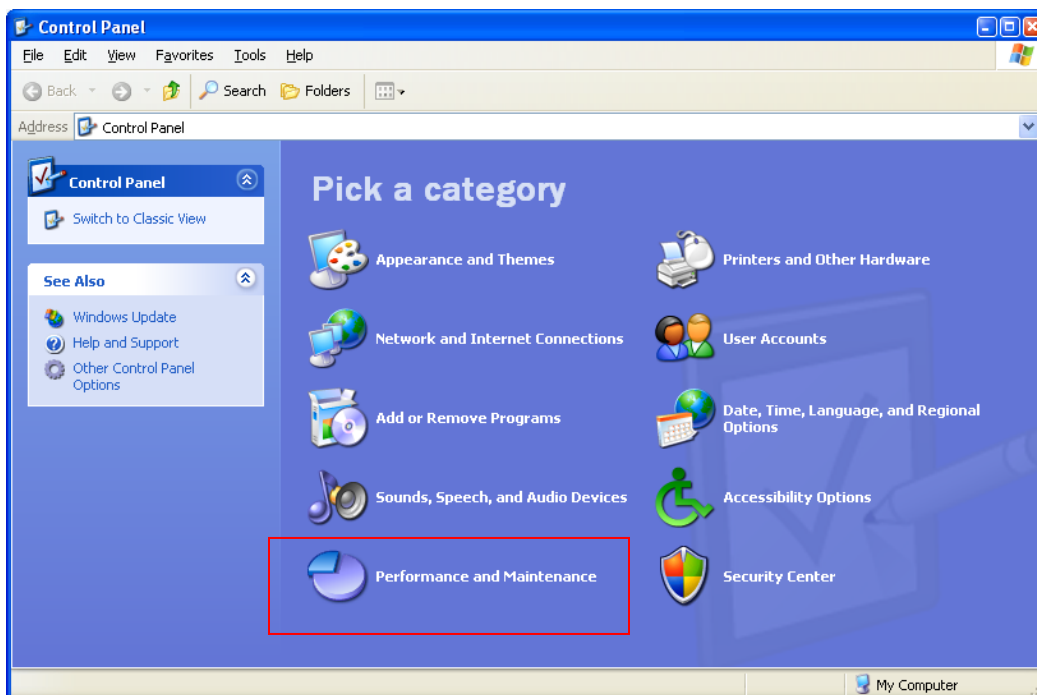 Control Panel
File Edit View Favorites Tools Help
Back Search Folders
Address Control Panel
Control Panel
Switch to Classic View
See Also
Windows Update
Help and Support
Other Control Panel
Options
Pick a category
Appearance and Themes
Printers and Other Hardware
Network and Internet Connections
User Accounts
Add or Remove Programs
Date, Time, Language, and Regional
Options
Sounds, Speech, and Audio Devices
Accessibility Options
Performance and Maintenance
Security Center
My Computer